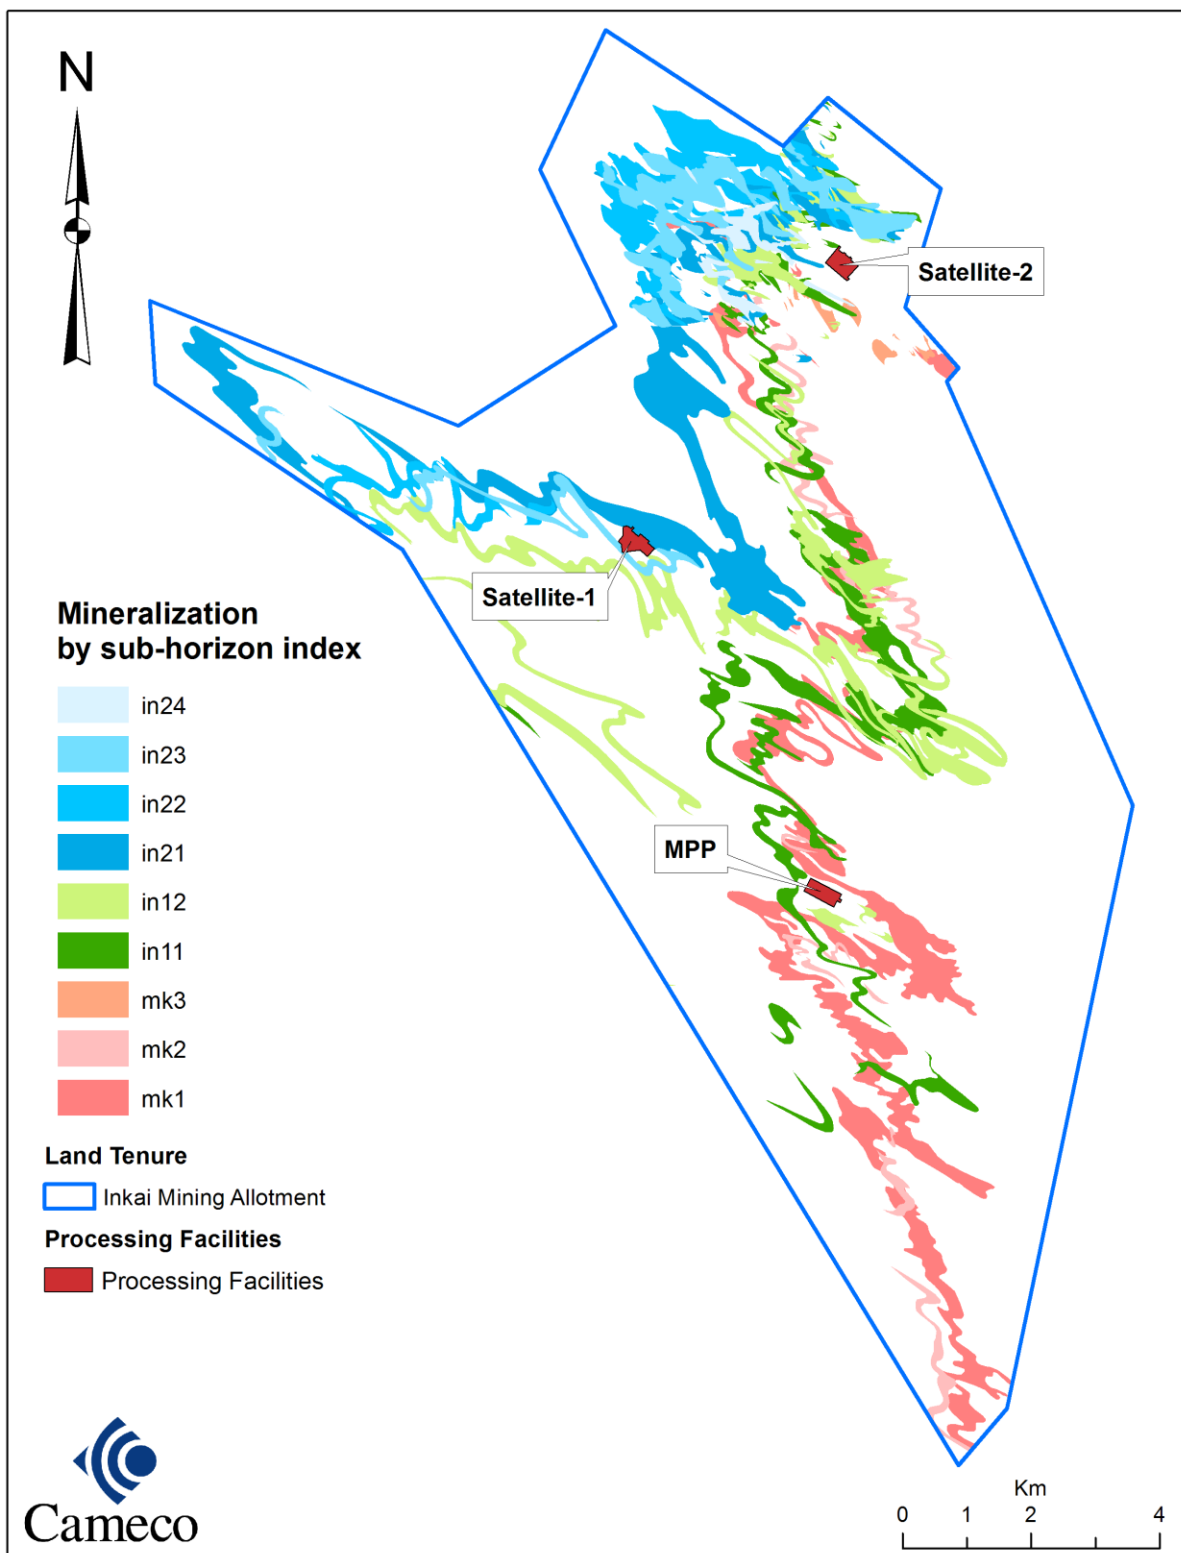 N
Satellite-2
Satellite-1
Mineralization
by sub-horizon index
in24
in23
in22
in21
in12
in11
mk3
mk2
mk1
MPP
Land Tenure
Inkai Mining Allotment
Processing Facilities
Processing Facilities
Cameco
Km
0 1 2 4